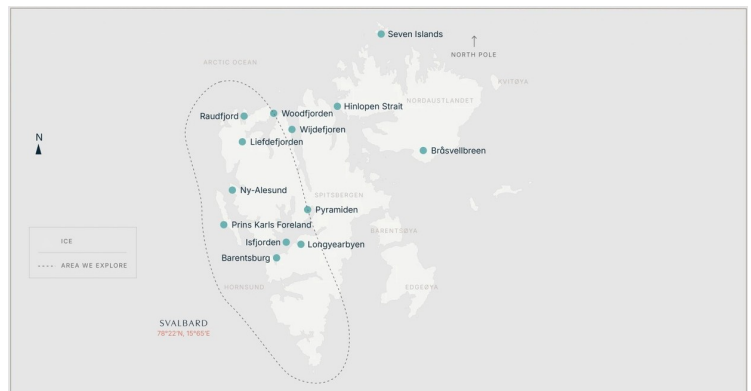 Seven Islands
↑
NORTH POLE
ARCTIC OCEAN
KVITØYA
NORDAUSTLANDET
Hinlopen Strait
Woodfjorden
Raudfjord
Wijdefjoren
N
Liefdefjorden
Bråsvellbreen
Ny-Alesund
SPITSBERGEN
Pyramiden
Prins Karls Foreland
BARENTSØYA
ICE
Isfjorden
Longyearbyen
Barentsburg
AREA WE EXPLORE
HORNSUND
EDGEØYA
SVALBARD
78°22'N, 15°65'E